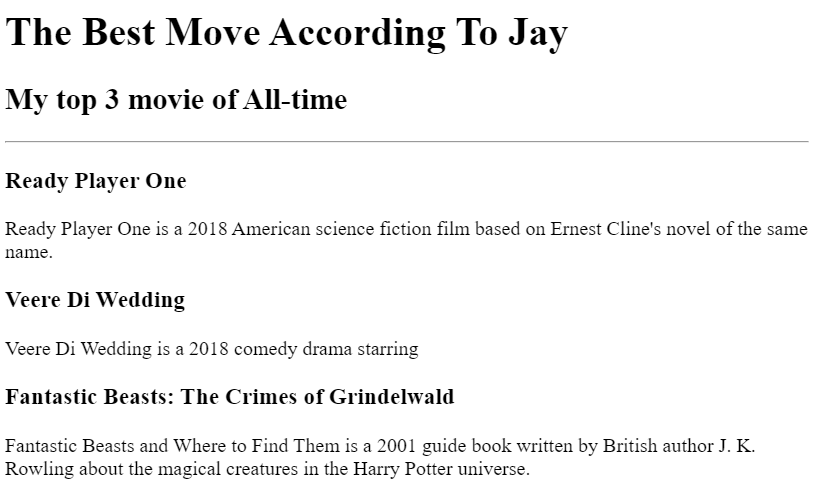 The Best Move According To Jay
My top 3 movie of All-time
Ready Player One
Ready Player One is a 2018 American science fiction film based on Ernest Cline's novel of the same
name.
Veere Di Wedding
Veere Di Wedding is a 2018 comedy drama starring
Fantastic Beasts: The Crimes of Grindelwald
Fantastic Beasts and Where to Find Them is a 2001 guide book written by British author J. K.
Rowling about the magical creatures in the Harry Potter universe.